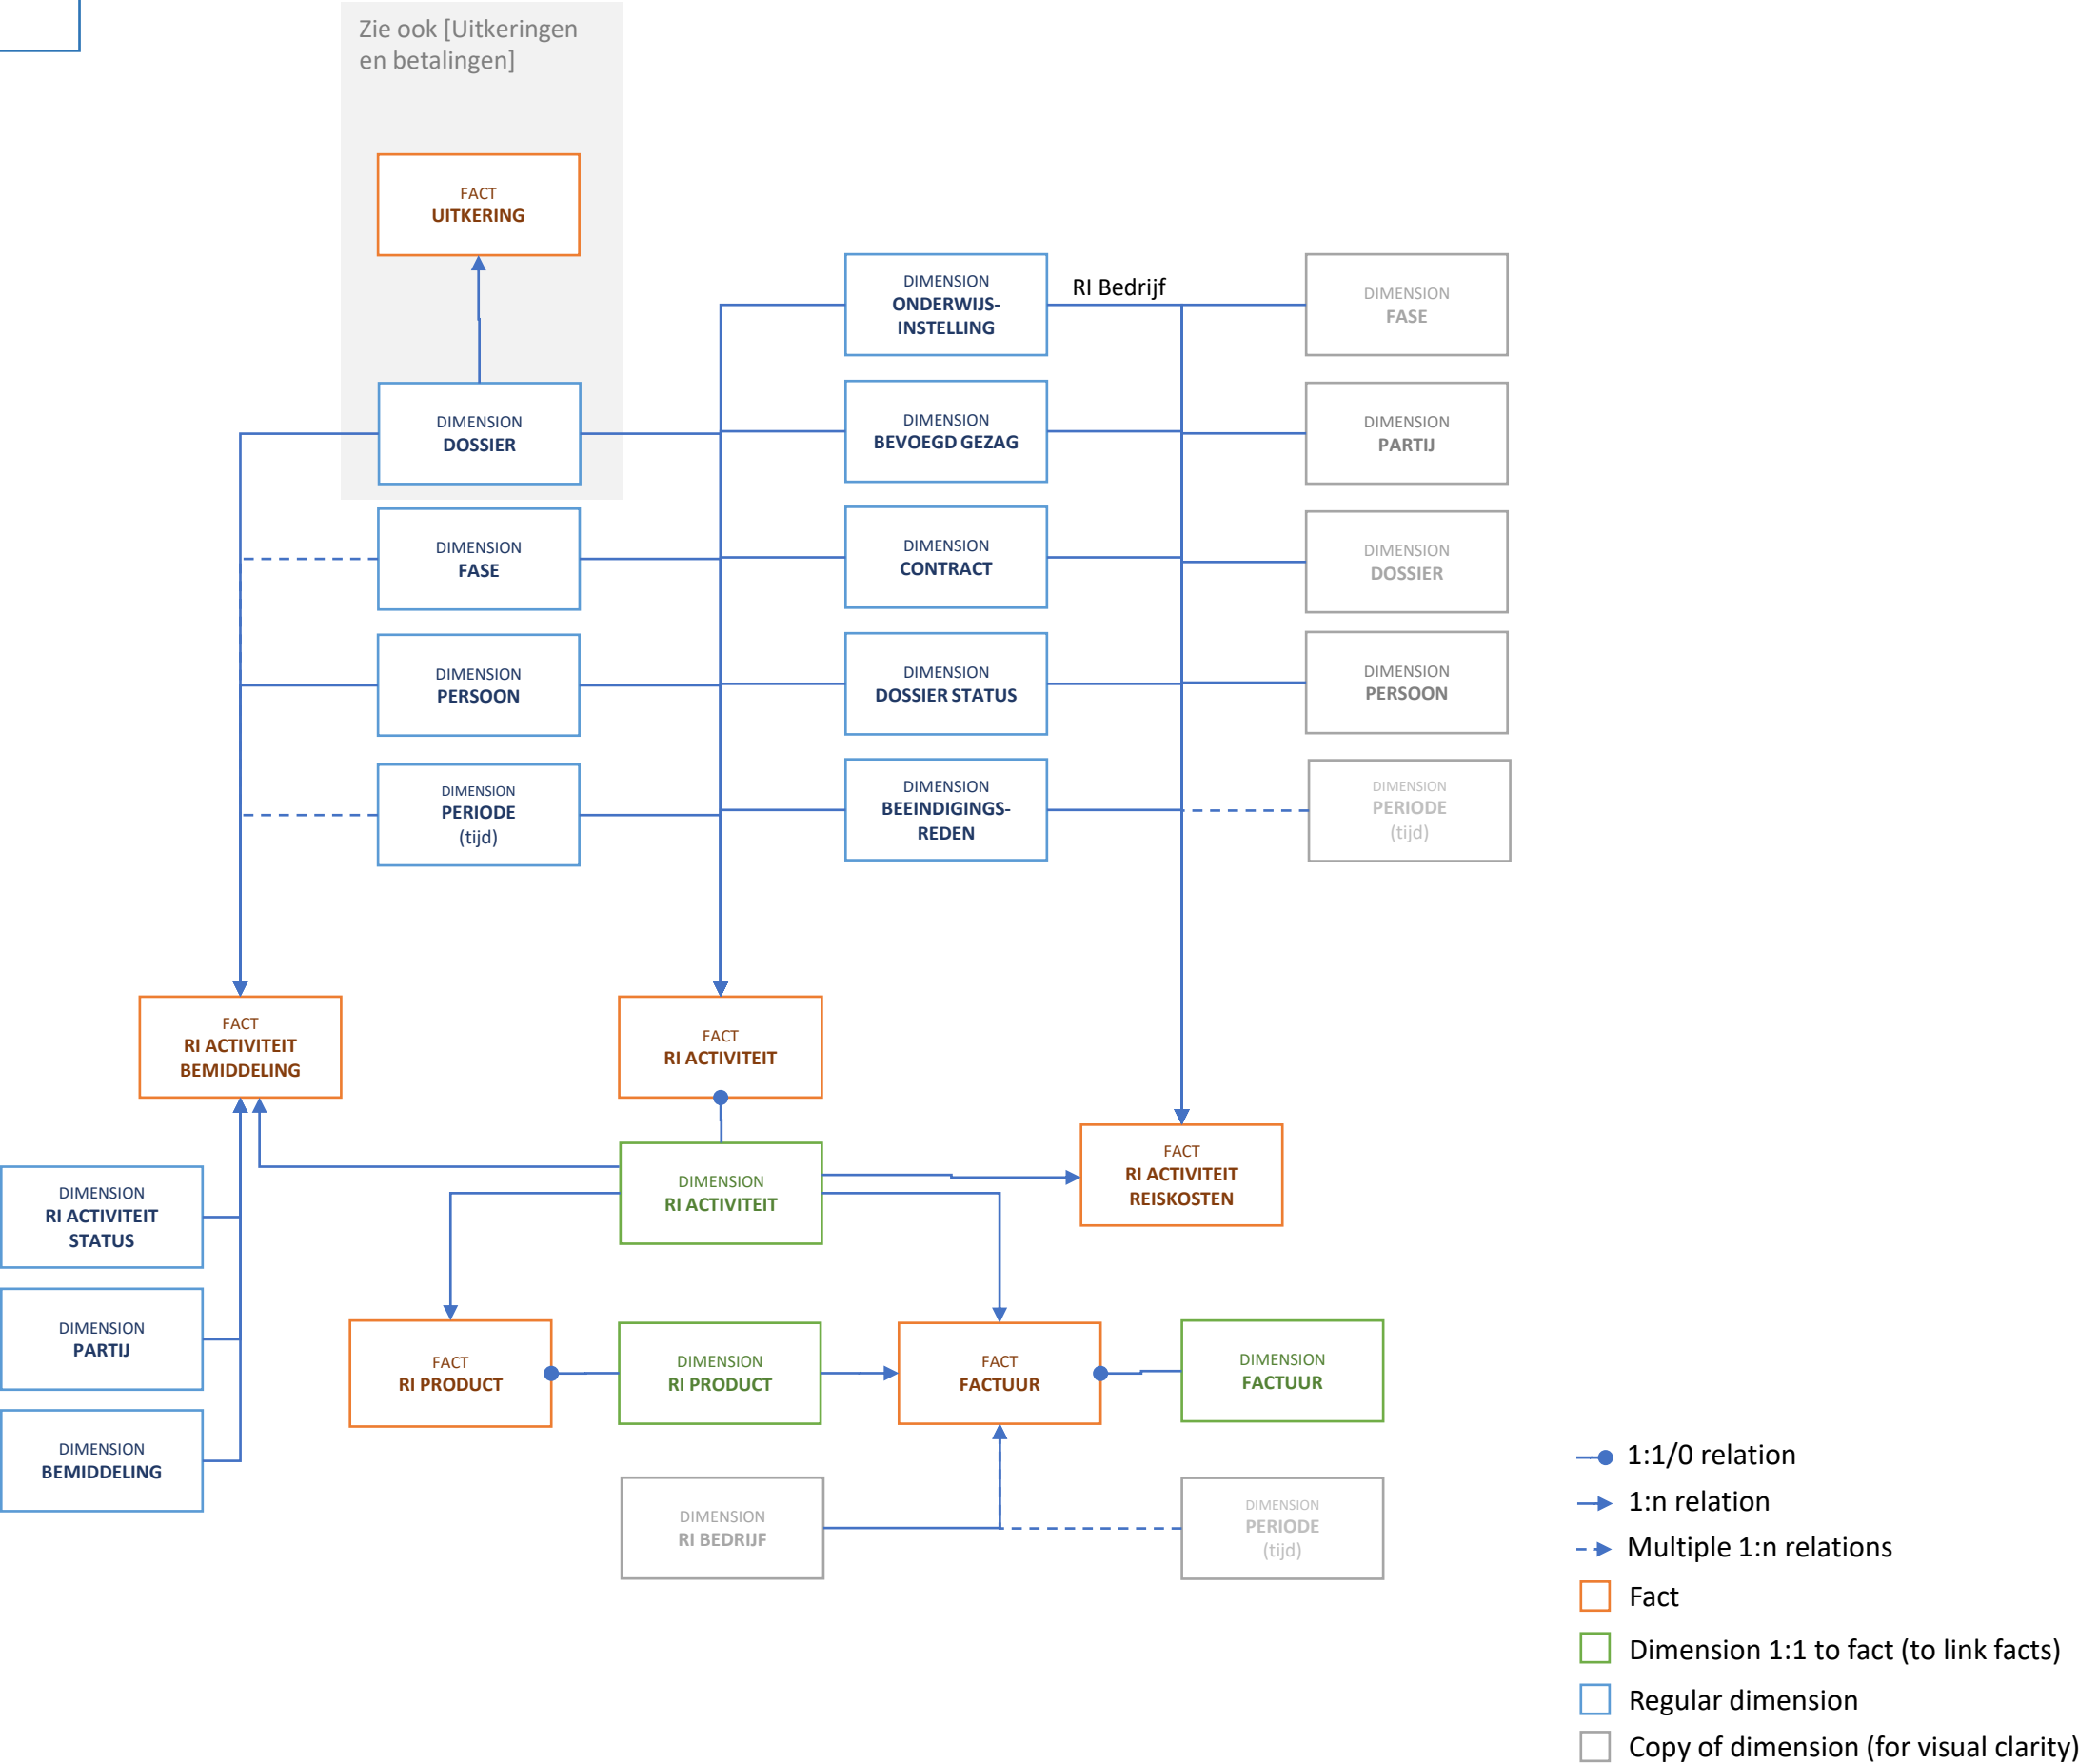 Zie ook [Uitkeringen
en betalingen]
FACT
UITKERING
DIMENSION
ONDERWIJS-
INSTELLING
RI Bedrijf
DIMENSION
FASE
DIMENSION
DOSSIER
DIMENSION
BEVOEGD GEZAG
DIMENSION
PARTIJ
DIMENSION
FASE
DIMENSION
CONTRACT
DIMENSION
DOSSIER
DIMENSION
PERSOON
DIMENSION
DOSSIER STATUS
DIMENSION
PERSOON
DIMENSION
PERIODE
(tijd)
DIMENSION
BEEINDIGINGS-
REDEN
DIMENSION
PERIODE
(tijd)
FACT
RI ACTIVITEIT
BEMIDDELING
FACT
RI ACTIVITEIT
FACT
RI ACTIVITEIT
REISKOSTEN
DIMENSION
RI ACTIVITEIT
STATUS
DIMENSION
RI ACTIVITEIT
DIMENSION
PARTIJ
FACT
RI PRODUCT
DIMENSION
RI PRODUCT
FACT
FACTUUR
DIMENSION
FACTUUR
DIMENSION
BEMIDDELING
DIMENSION
RI BEDRIJF
DIMENSION
PERIODE
(tijd)
1:1/0 relation
1:n relation
Multiple 1:n relations
Fact
Dimension 1:1 to fact (to link facts)
Regular dimension
Copy of dimension (for visual clarity)